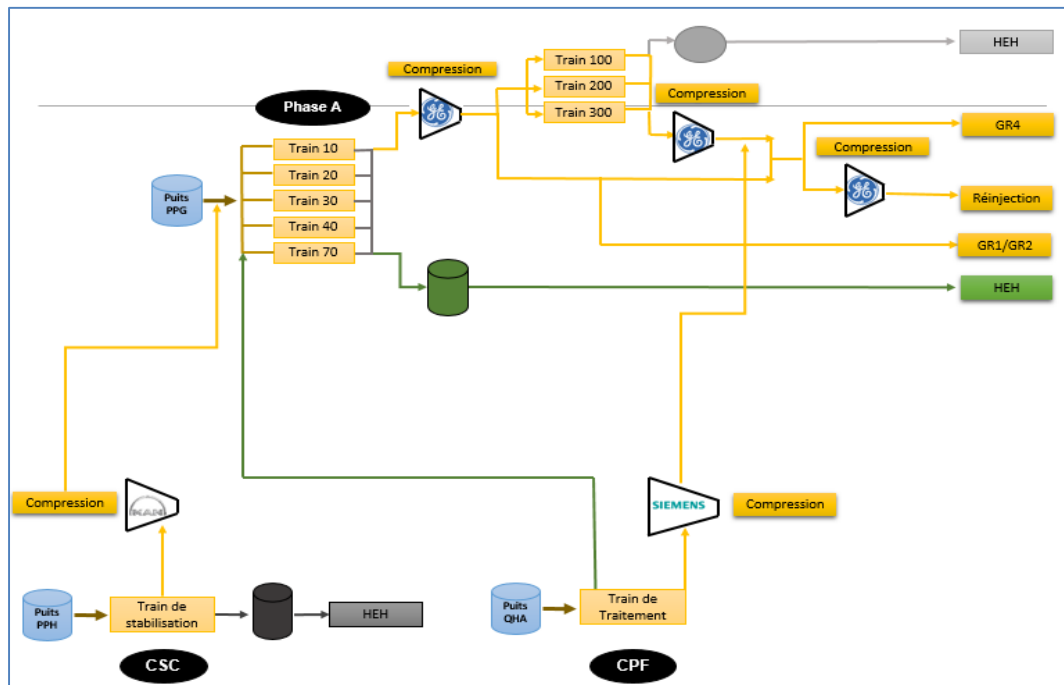 HEH
Train 100
Compression
Train 200
Compression
Phase A
Train 300
GR4
Train 10
Compression
Train 20
Puits
PPG
Train 30
Réinjection
Train 40
GR1/GR2
Train 70
HEH
Compression
SIEMENS
Compression
Puits
PPH
Train de
stabilisation
HEH
Puits
QHA
Train de
Traitement
CSC
CPF